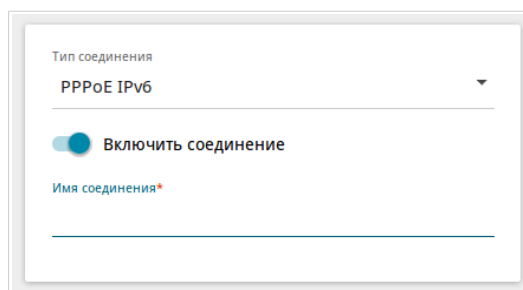 Тип соединения
PPPoE IPv6
Включить соединение
Имя соединения*